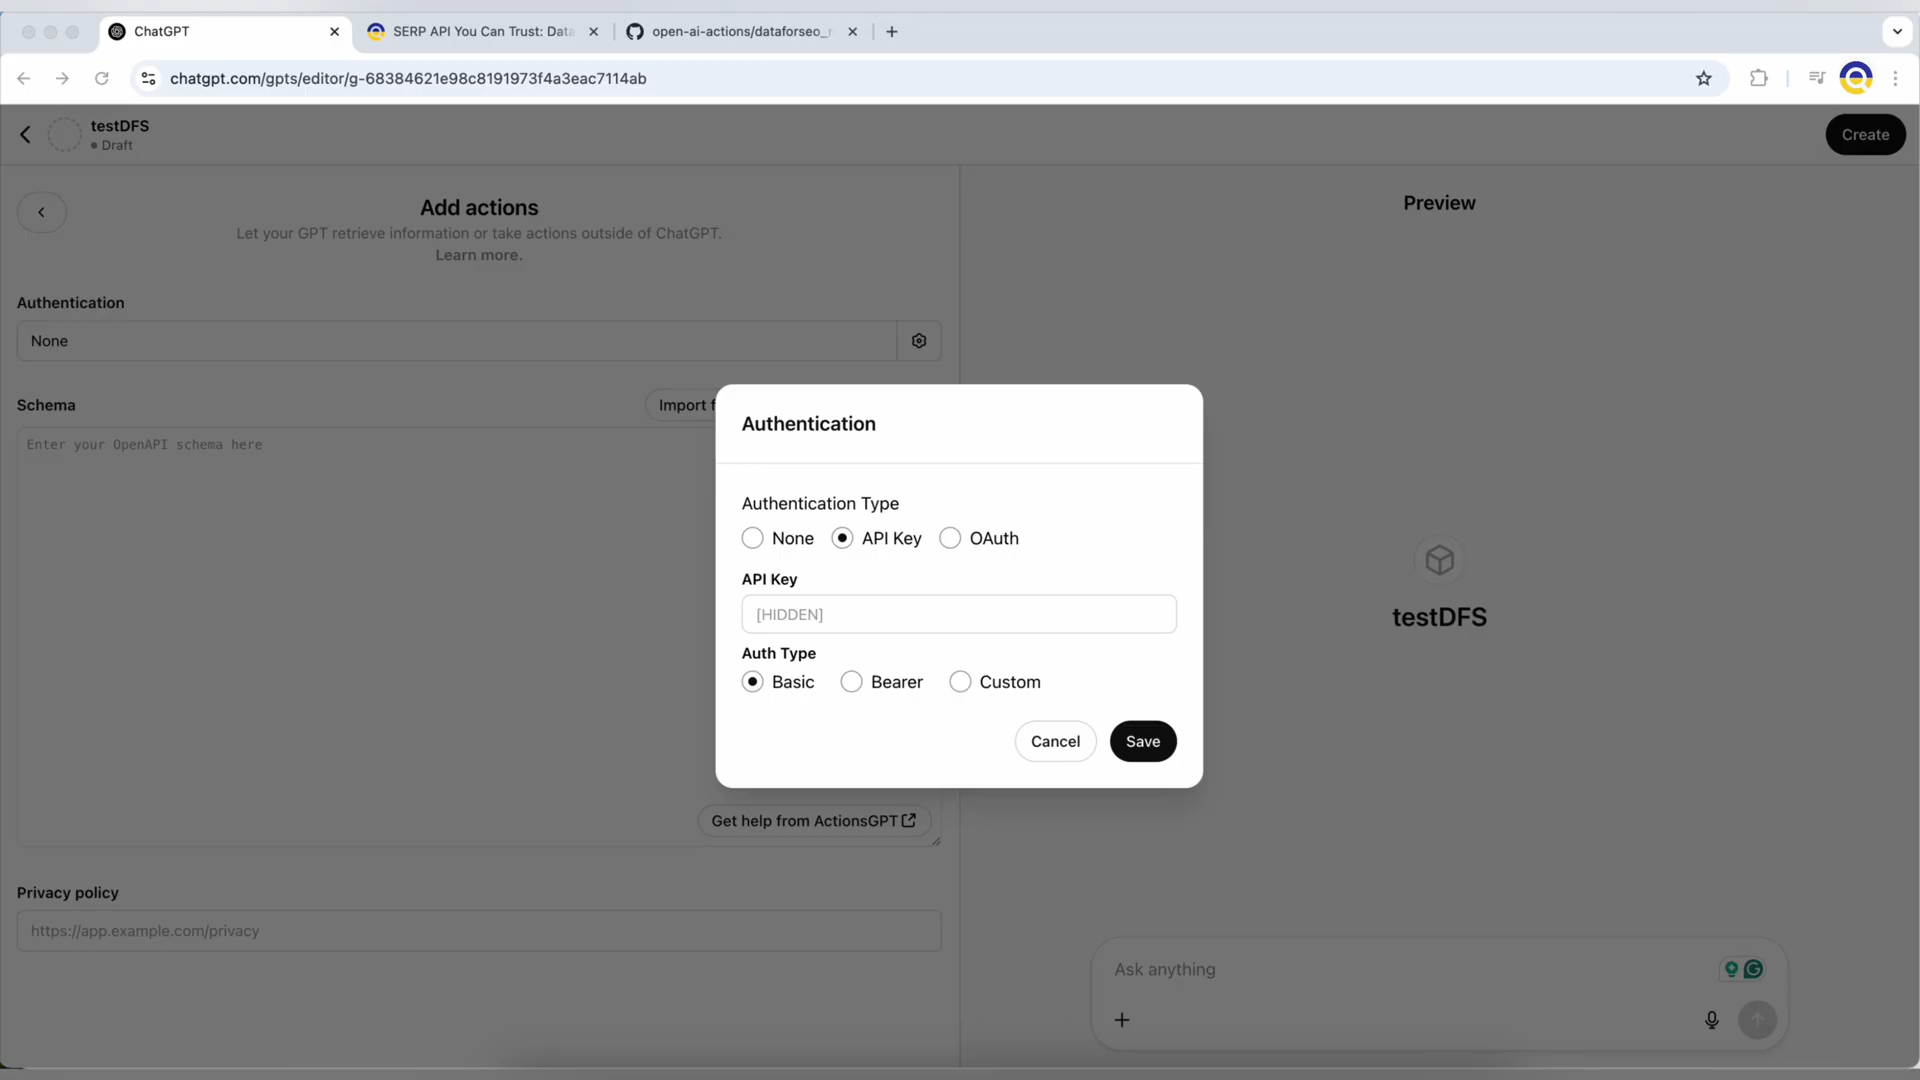 ChatGPT
SERP API You Can Trust: Data
open-ai-actions/dataforseo_
chatgpt.com/gpts/editor/g-68384621e98c8191973f4a3eac7114ab
testDFS
Draft
Create
Add actions
Let your GPT retrieve information or take actions outside of ChatGPT.
Learn more.
Preview
Authentication
None
Schema
Import f
Enter your OpenAPI schema here
Authentication
Authentication Type
None
API Key
OAuth
API Key
[HIDDEN]
Auth Type
Basic
Bearer
Custom
Cancel
Save
testDFS
Get help from ActionsGPT
Privacy policy
https://app.example.com/privacy
Ask anything